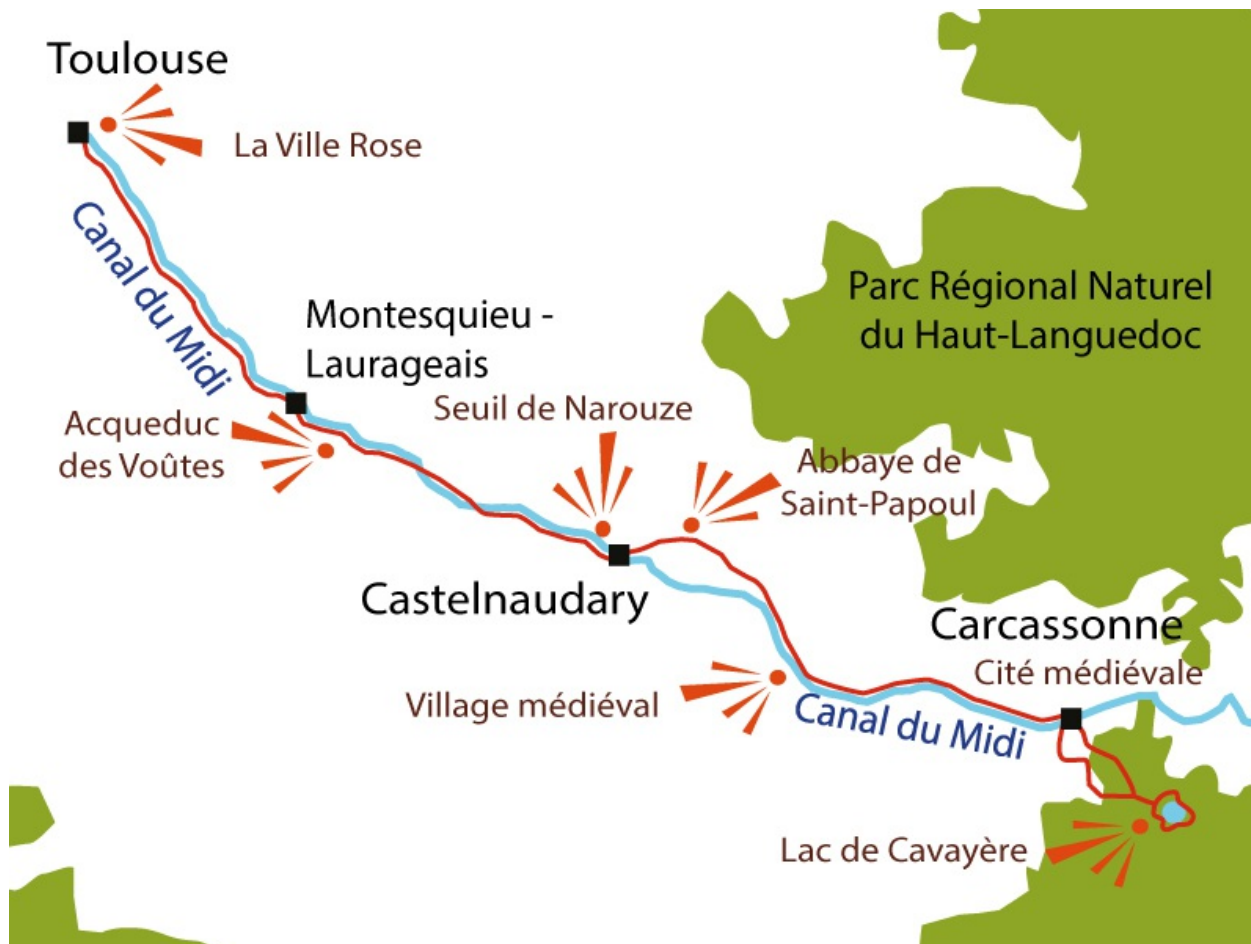 Toulouse
La Ville Rose
Canal du Midi
Parc Régional Naturel
du Haut-Languedoc
Montesquieu -
Laurageais
Seuil de Narouze
Acqueduc
des Voûtes
Abbaye de
Saint-Papoul
Castelnaudary
Carcassonne
Cité médiévale
Village médiéval
Canal du Midi
Lac de Cavayère